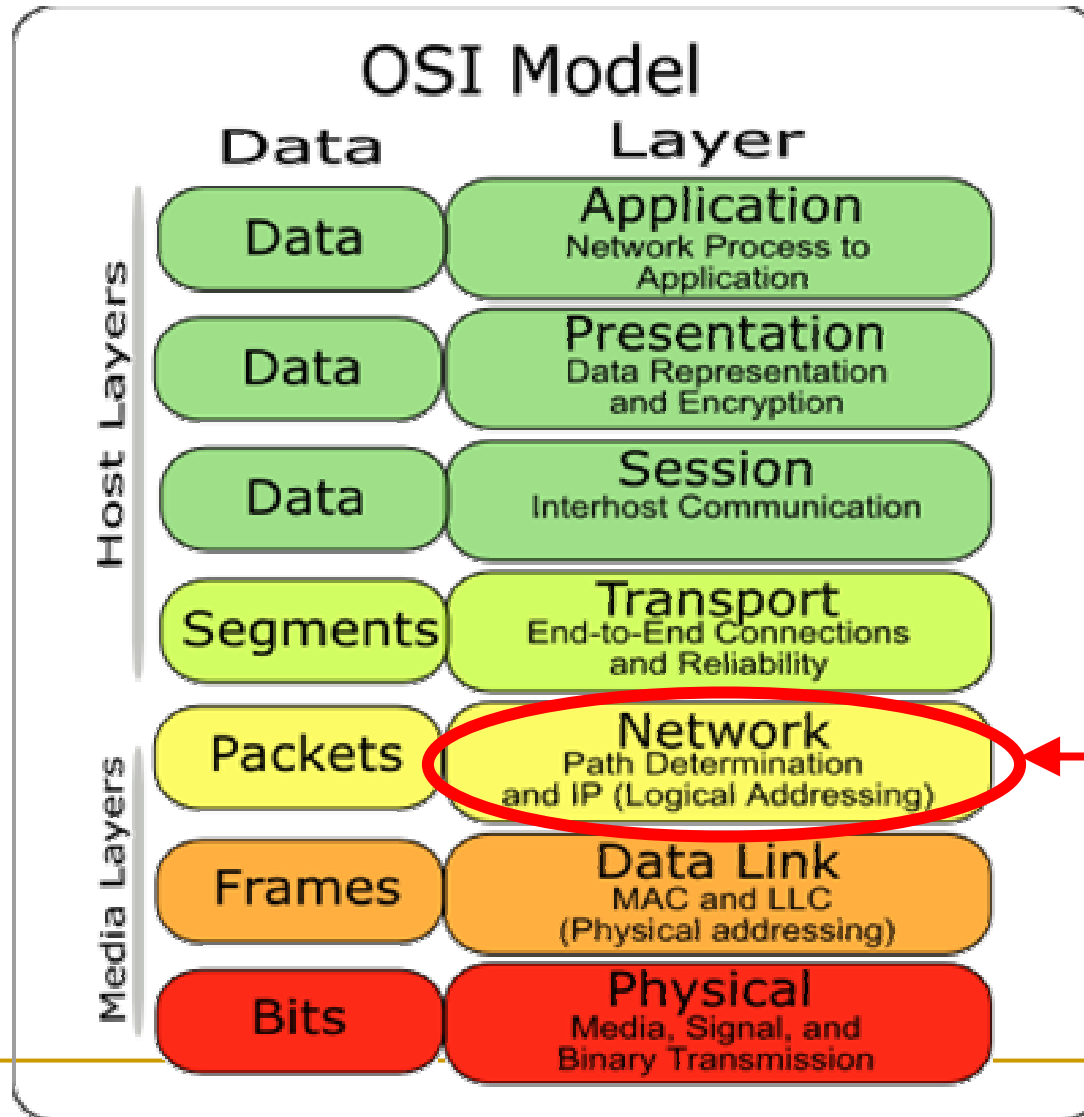 OSI Model
Data Layer
Host Layers
Data
Application
Network Process to
Application
Data
Presentation
Data Representation
and Encryption
Data
Session
Interhost Communication
Segments
Transport
End-to-End Connections
and Reliability
Media Layers
Packets
Network
Path Determination
and IP (Logical Addressing)
Frames
Data Link
MAC and LLC
(Physical addressing)
Bits
Physical
Media, Signal, and
Binary Transmission